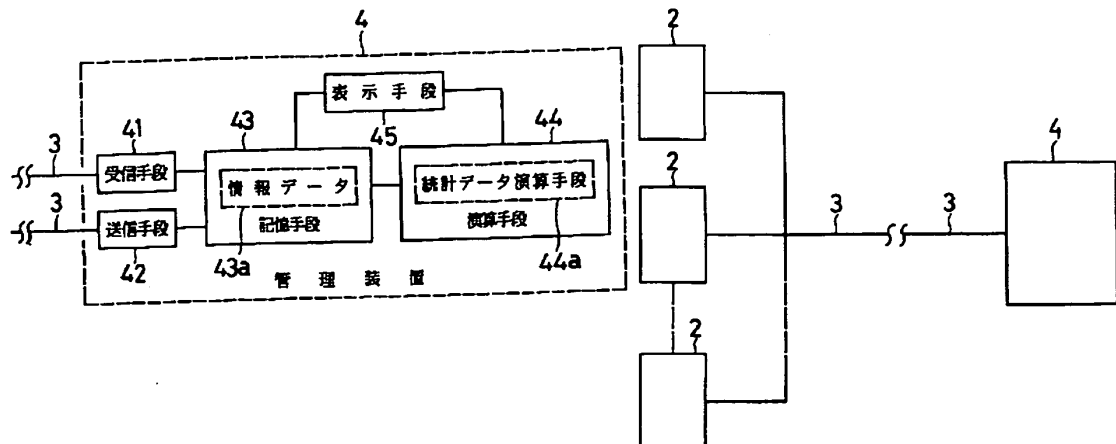 4
表示手段
45
41
43
44
3
受信手段
情報データ
統計データ演算手段
3
送信手段
記憶手段
演算手段
42
43a
44a
管理装置
2
2
2
3
3
4